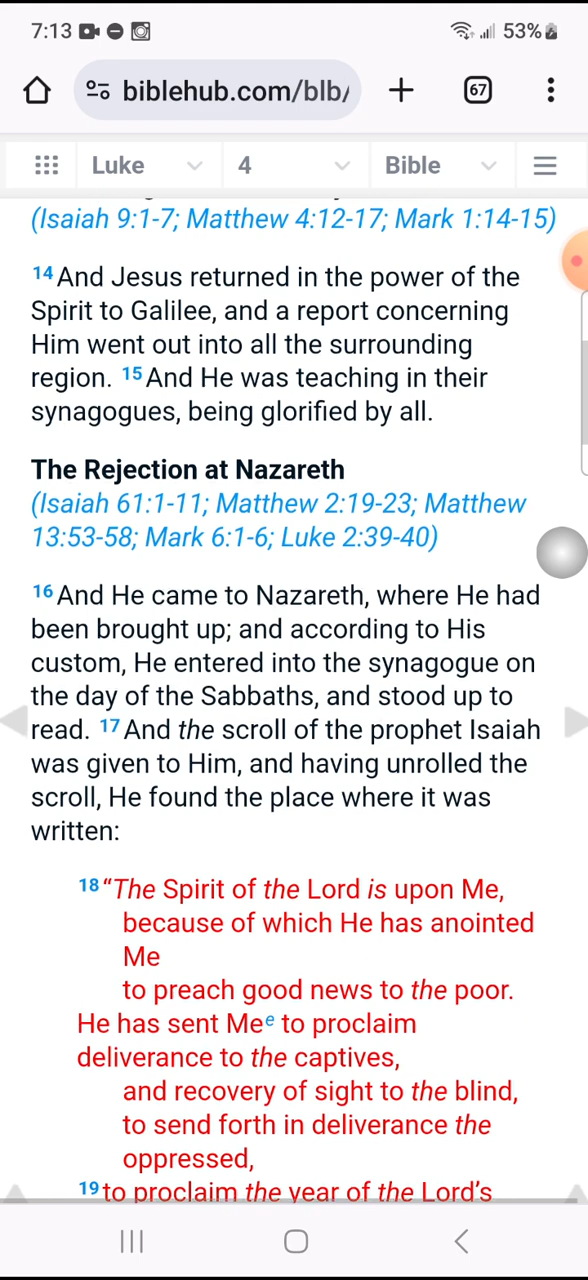 7:13 53%
biblehub.com/blb/ 67
Luke 4 Bible
(Isaiah 9:1-7; Matthew 4:12-17; Mark 1:14-15)
14 And Jesus returned in the power of the
Spirit to Galilee, and a report concerning
Him went out into all the surrounding
region. 15 And He was teaching in their
synagogues, being glorified by all.
The Rejection at Nazareth
(Isaiah 61:1-11; Matthew 2:19-23; Matthew
13:53-58; Mark 6:1-6; Luke 2:39-40)
16 And He came to Nazareth, where He had
been brought up; and according to His
custom, He entered into the synagogue on
the day of the Sabbaths, and stood up to
read. 17 And the scroll of the prophet Isaiah
was given to Him, and having unrolled the
scroll, He found the place where it was
written:
18 “The Spirit of the Lord is upon Me,
because of which He has anointed
Me
to preach good news to the poor.
He has sent Me e to proclaim
deliverance to the captives,
and recovery of sight to the blind,
to send forth in deliverance the
oppressed,
19 to proclaim the year of the Lord’s